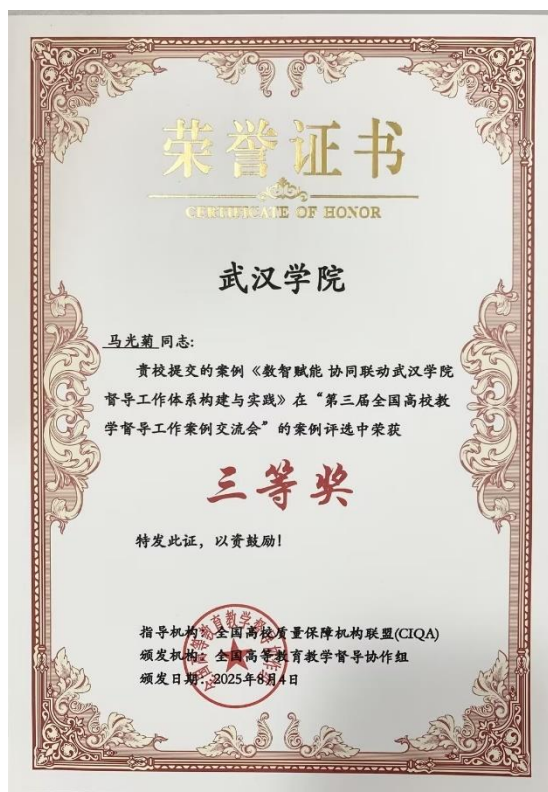 荣誉证书
CERTIFICATE OF HONOR
武汉学院
马光菊 同志:
贵校提交的案例《数智赋能 协同联动武汉学院
督导工作体系构建与实践》在“第三届全国高校教
学督导工作案例交流会”的案例评选中荣获
三等奖
特发此证，以资鼓励！
指导机构：全国高校质量保障机构联盟(CIQA)
颁发机构：全国高等教育教学督导协作组
颁发日期：2025年8月4日